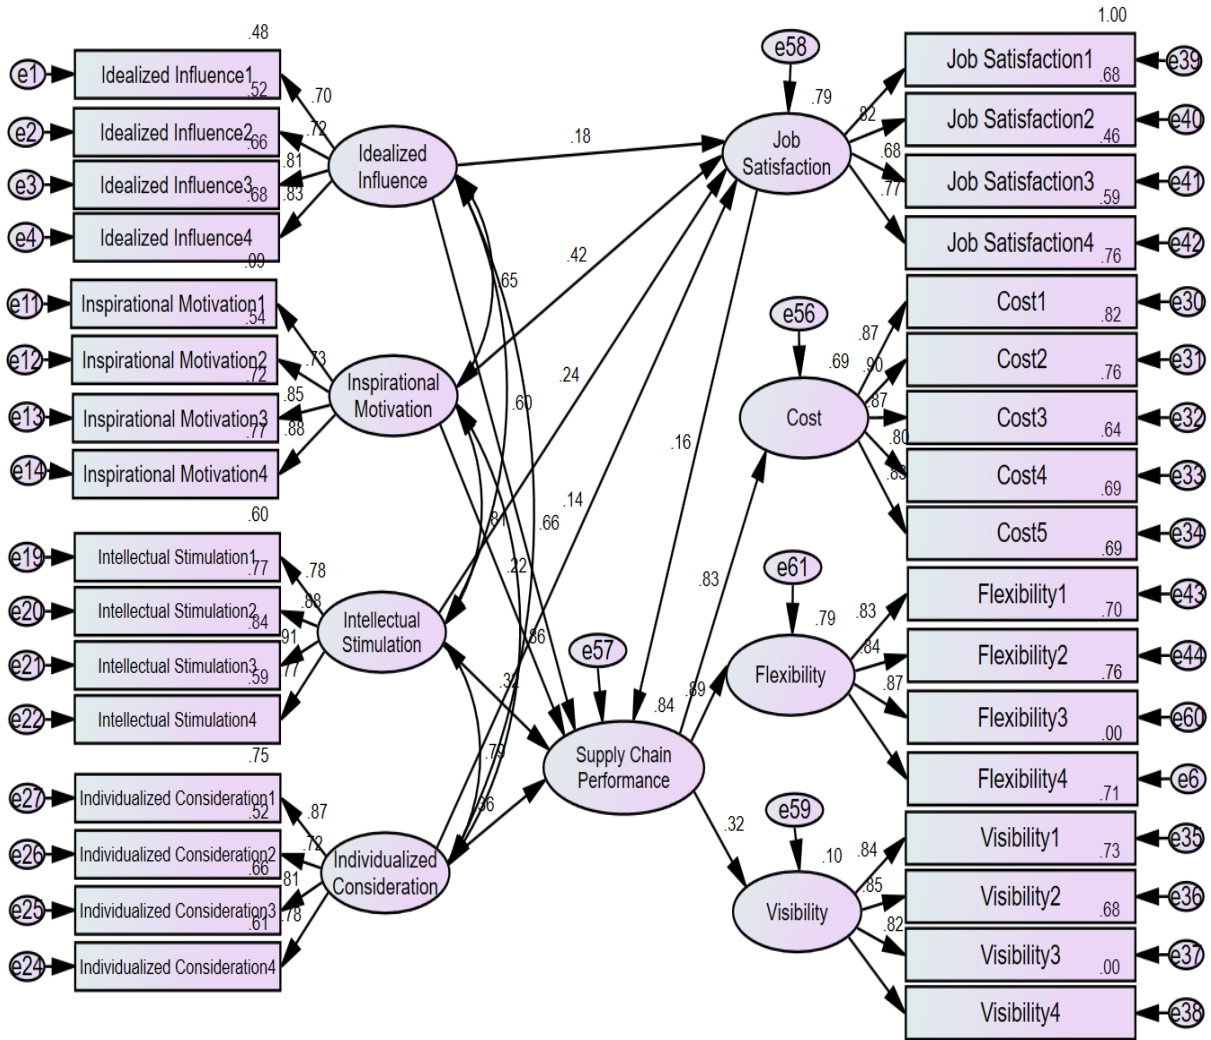 .48
1.00
e1
Idealized Influence1
.52
.70
e2
Idealized Influence2
.66
.72
e3
Idealized Influence3
.68
.81
e4
Idealized Influence4
.83
Idealized
Influence
.09
e11
Inspirational Motivation1
.54
e12
Inspirational Motivation2
.72
.73
e13
Inspirational Motivation3
.77
.85
e14
Inspirational Motivation4
.88
Inspirational
Motivation
.60
e19
Intellectual Stimulation1
.77
.78
e20
Intellectual Stimulation2
.84
.88
e21
Intellectual Stimulation3
.59
.91
e22
Intellectual Stimulation4
.77
Intellectual
Stimulation
.75
e27
Individualized Consideration1
.52
.87
e26
Individualized Consideration2
.66
.72
e25
Individualized Consideration3
.61
.81
e24
Individualized Consideration4
.78
Individualized
Consideration
.18
.42
.65
.24
.60
.16
.14
.81
.66
.22
.86
.32
.79
.36
.83
.89
.32
e57
.84
Supply Chain
Performance
e58
.79
Job
Satisfaction
.82
.68
.77
Job Satisfaction1
.68
e39
Job Satisfaction2
.46
e40
Job Satisfaction3
.59
e41
Job Satisfaction4
.76
e42
e56
.69
Cost
.87
.90
.87
.80
.83
Cost1
.82
e30
Cost2
.76
e31
Cost3
.64
e32
Cost4
.69
e33
Cost5
.69
e34
e61
.79
Flexibility
.83
.84
.87
Flexibility1
.70
e43
Flexibility2
.76
e44
Flexibility3
.00
e60
Flexibility4
.71
e6
e59
.10
Visibility
.84
.85
.82
Visibility1
.73
e35
Visibility2
.68
e36
Visibility3
.00
e37
Visibility4
e38